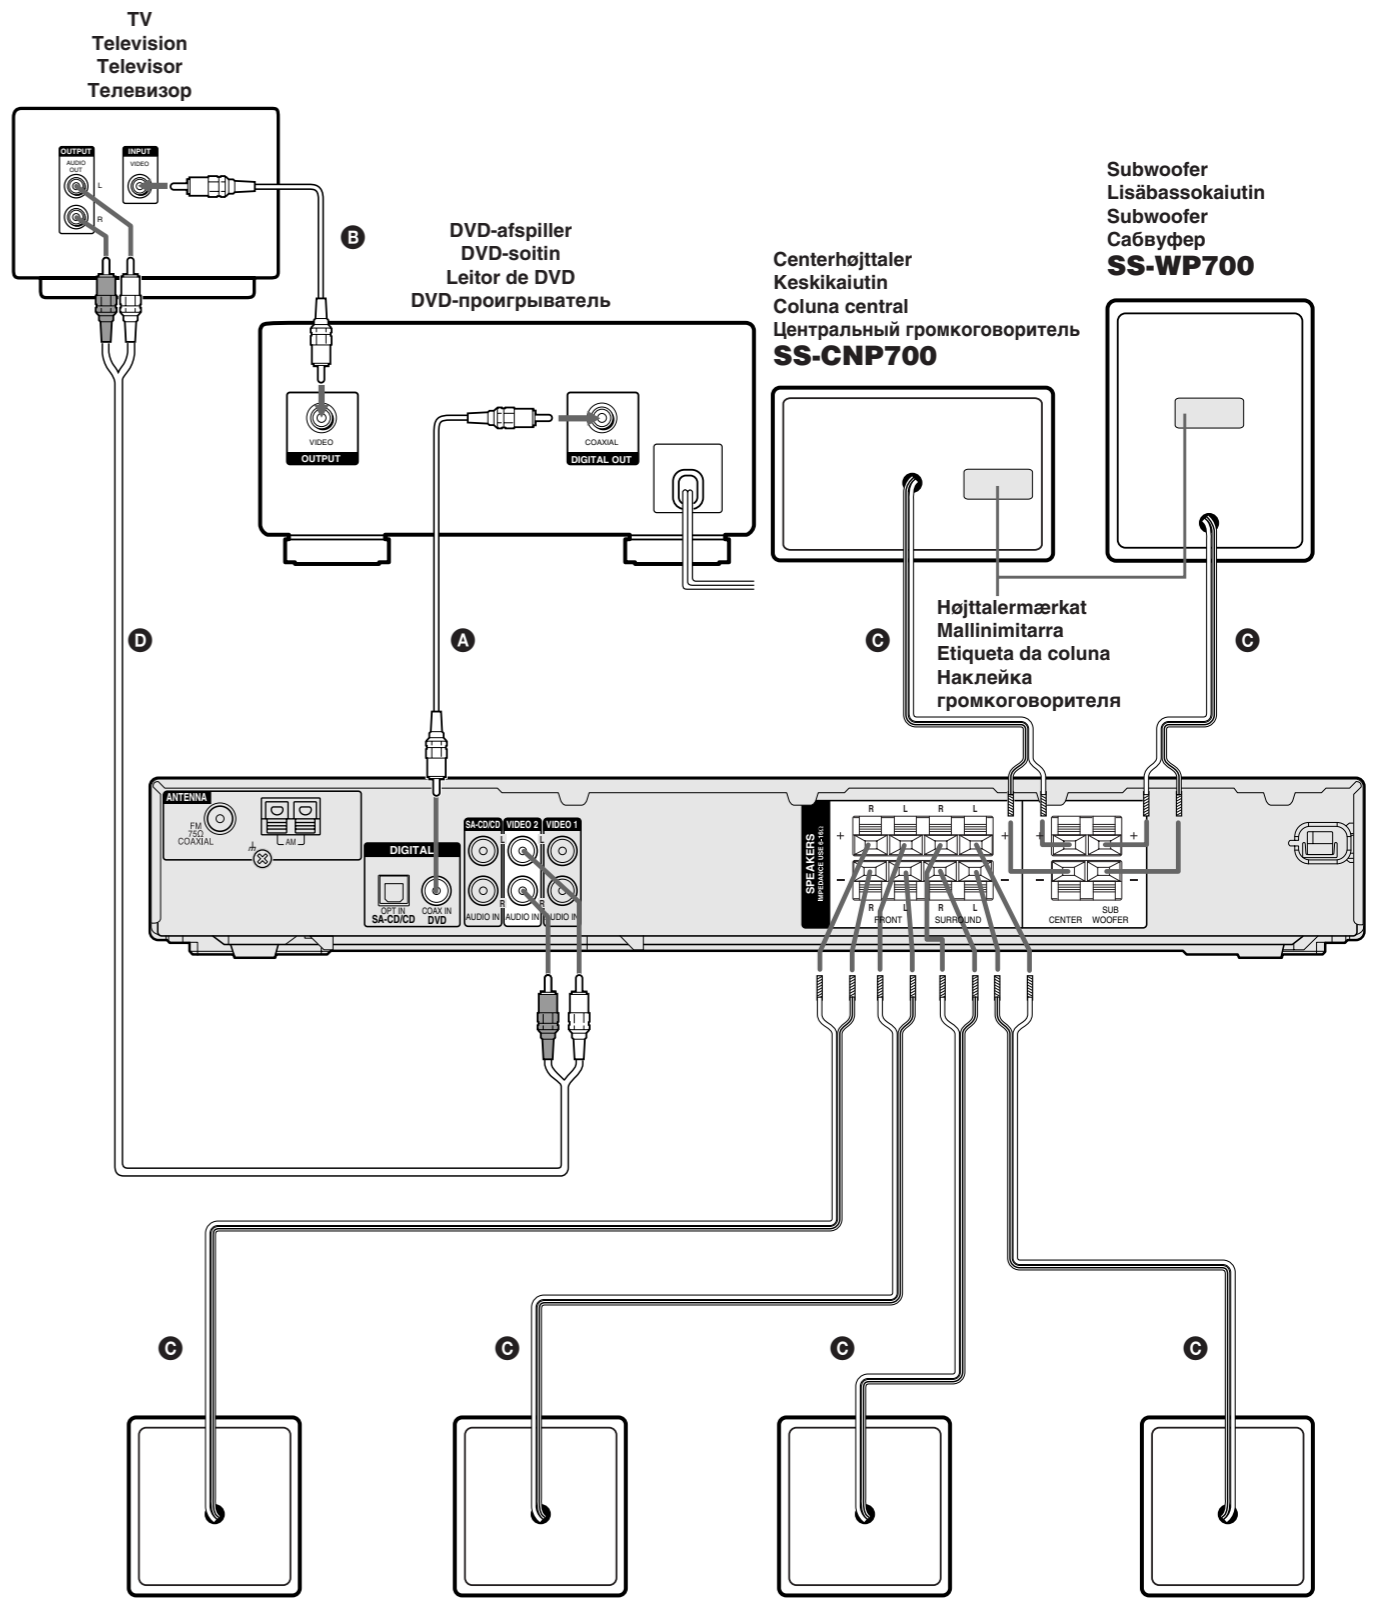 TV
Television
Televisor
Телевизор
OUTPUT
AUDIO
OUT
L
R
INPUT
VIDEO
B
DVD-afspiller
DVD-soitin
Leitor de DVD
DVD-проигрыватель
VIDEO
OUTPUT
COAXIAL
DIGITAL OUT
Centerhøjttaler
Keskikaiutin
Coluna central
Центральный громкоговоритель
SS-CNP700
Subwoofer
Lisäbassokaiutin
Subwoofer
Сабвуфер
SS-WP700
D
A
C
Højttalermærkat
Mallinimitarra
Etiqueta da coluna
Наклейка
громкоговорителя
C
ANTENNA
FM
75Ω
COAXIAL
AM
DIGITAL
OPT IN
SA-CD/CD
COAX IN
DVD
SA-CD/CD
VIDEO 2
VIDEO 1
L
L
R
R
AUDIO IN
AUDIO IN
AUDIO IN
SPEAKERS
IMPEDANCE USE 6-16Ω
R L R L
+ +
– –
R L R L
FRONT
SURROUND
+ +
– –
CENTER
SUB
WOOFER
C
C
C
C